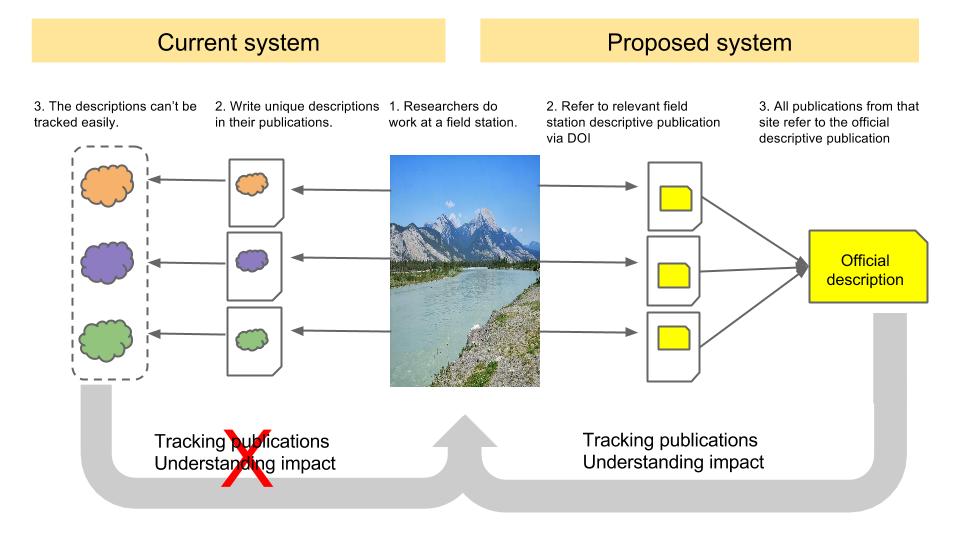 Current system
Proposed system
3. The descriptions can't be
tracked easily.
2. Write unique descriptions
in their publications.
1. Researchers do
work at a field station.
2. Refer to relevant field
station descriptive publication
via DOI
3. All publications from that
site refer to the official
descriptive publication
Official
description
Tracking publications
Understanding impact
X
Tracking publications
Understanding impact